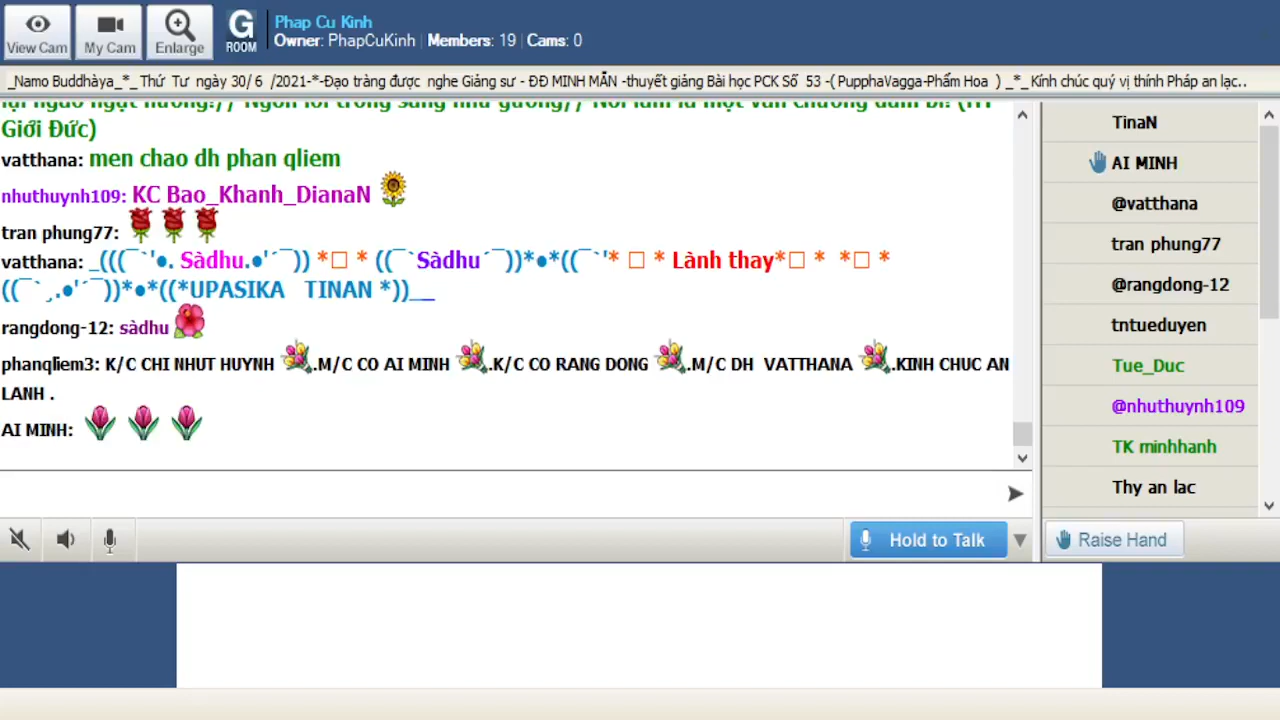 View Cam
My Cam
Enlarge
G
ROOM
Phap Cu Kinh
Owner: PhapCuKinh | Members: 19 | Cams: 0
_Namo Buddhàya_*_ Thứ Tư ngày 30/ 6 /2021-*-Đạo tràng được nghe Giảng sư - ĐĐ MINH MẪN -thuyết giảng Bài học PCK Số 53 -( PupphaVagga-Phẩm Hoa ) _*_ Kính chúc quý vị thính Pháp an lạc..
Giới Đức)
vatthana: men chao dh phan qliem
nhuthuynh109: KC Bao_Khanh_DianaN
tran phung77:
vatthana: _(((¯`'●. Sàdhu.●'´¯)) *□ * ((¯`Sàdhu´¯))*●*((¯`'* □ * Lành thay*□ * *□ *
((¯`¸.●'´¯))*●*((*UPASIKA TINAN *))__
rangdong-12: sàdhu
phanqliem3: K/C CHI NHUT HUYNH .M/C CO AI MINH .K/C CO RANG DONG .M/C DH VATTHANA .KINH CHUC AN
LANH .
AI MINH:
Hold to Talk
TinaN
AI MINH
@vatthana
tran phung77
@rangdong-12
tntueduyen
Tue_Duc
@nhuthuynh109
TK minhhanh
Thy an lac
Raise Hand